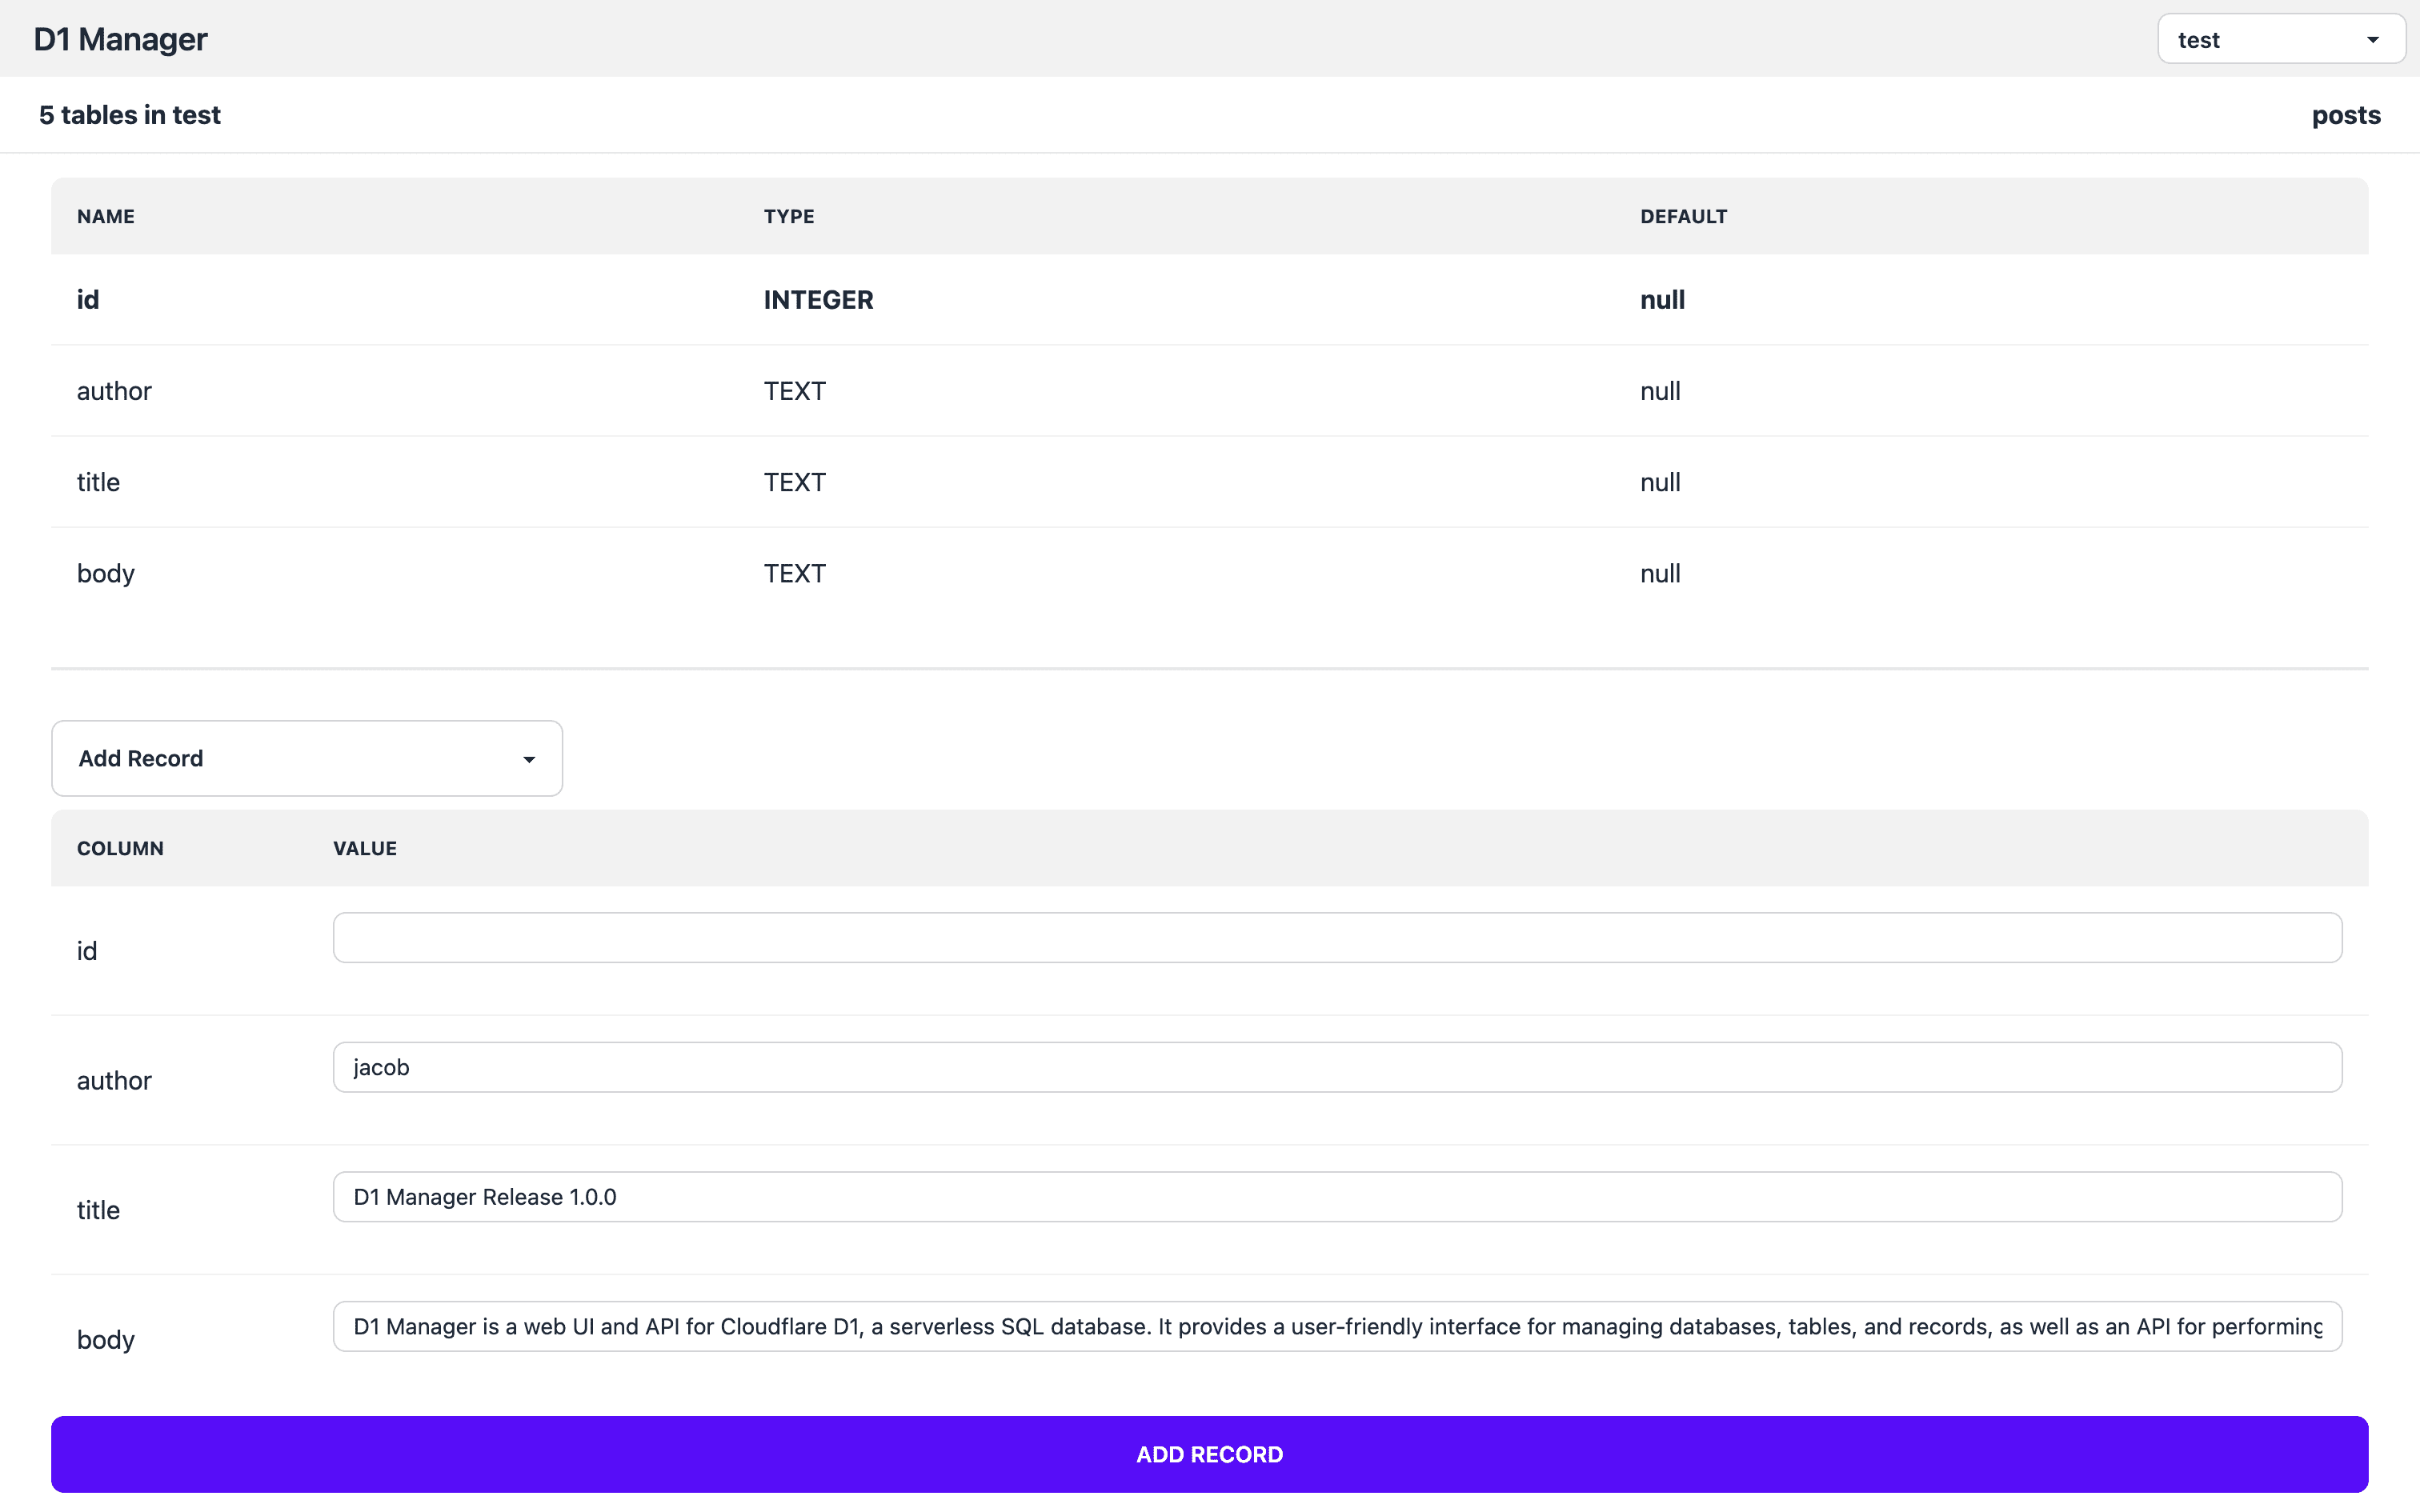 D1 Manager
test
5 tables in test
posts
NAME TYPE DEFAULT
id INTEGER null
author TEXT null
title TEXT null
body TEXT null
Add Record
COLUMN VALUE
id
author jacob
title D1 Manager Release 1.0.0
body D1 Manager is a web UI and API for Cloudflare D1, a serverless SQL database. It provides a user-friendly interface for managing databases, tables, and records, as well as an API for performing
ADD RECORD